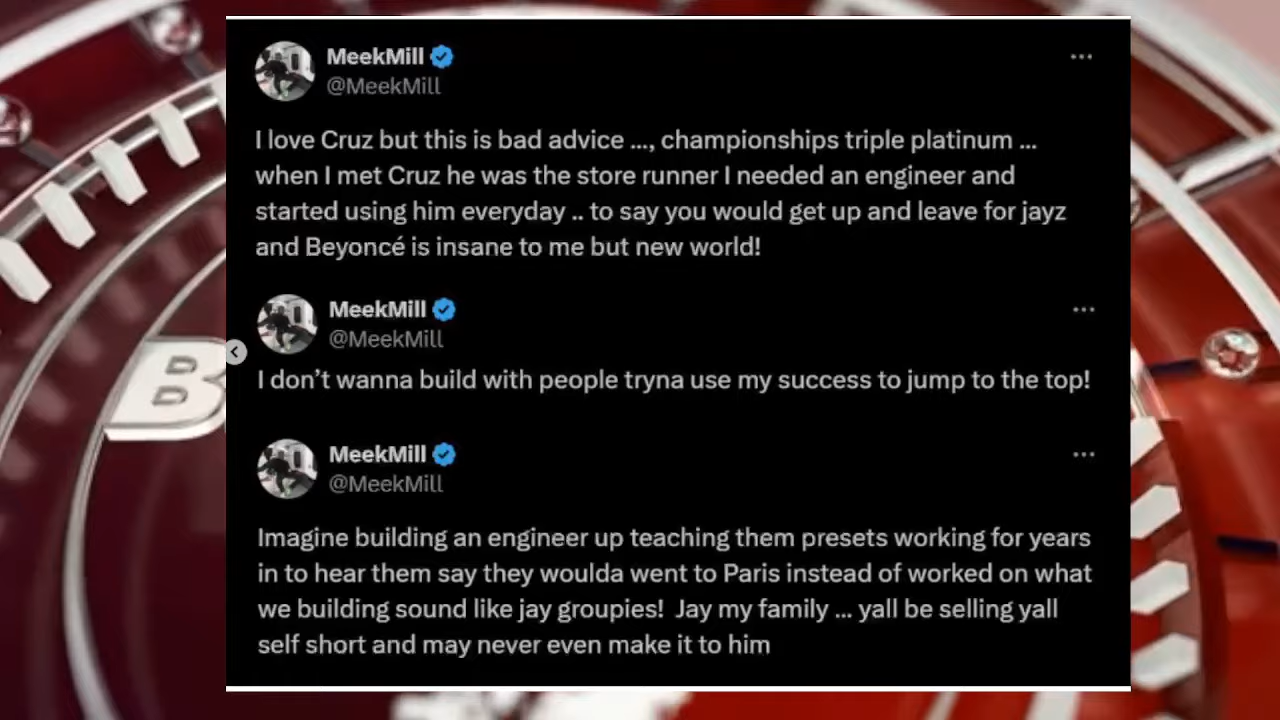 MeekMill
@MeekMill
I love Cruz but this is bad advice ..., championships triple platinum ...
when I met Cruz he was the store runner I needed an engineer and
started using him everyday .. to say you would get up and leave for jayz
and Beyoncé is insane to me but new world!
MeekMill
@MeekMill
I don’t wanna build with people tryna use my success to jump to the top!
MeekMill
@MeekMill
Imagine building an engineer up teaching them presets working for years
in to hear them say they woulda went to Paris instead of worked on what
we building sound like jay groupies!  Jay my family ... yall be selling yall
self short and may never even make it to him
B